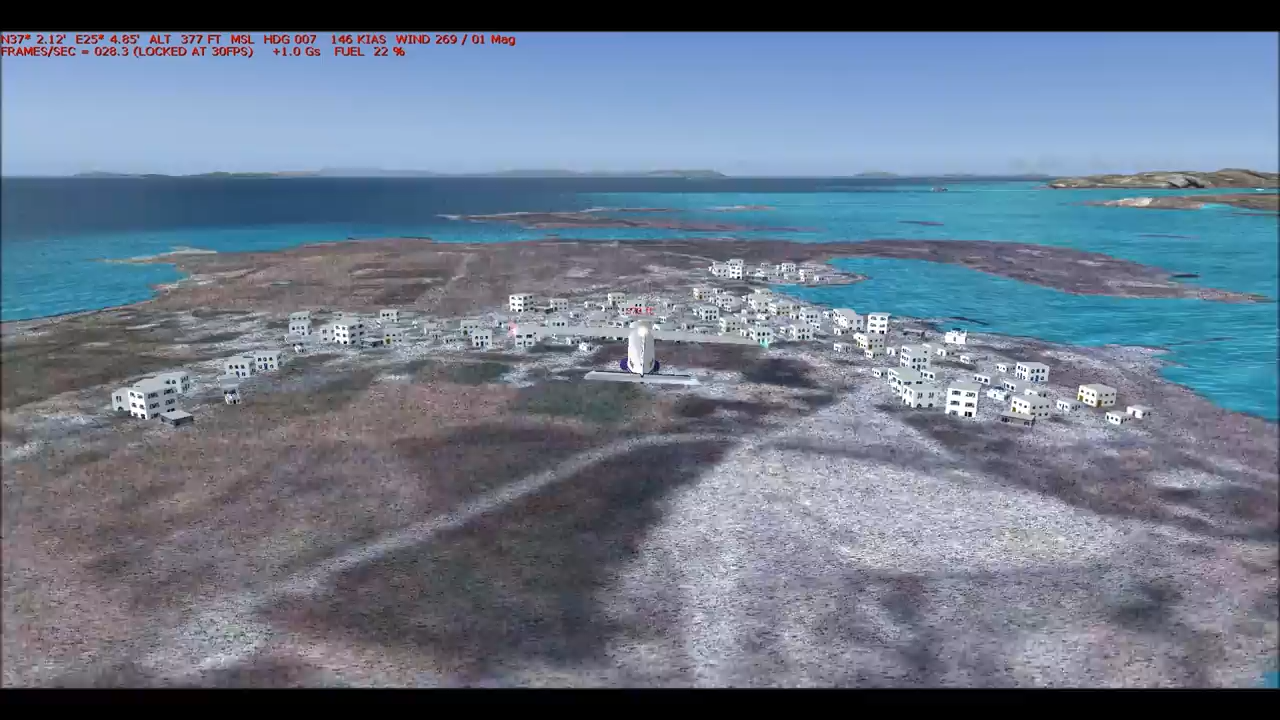 N37* 2.12' E25* 4.85' ALT 377 FT MSL HDG 007 146 KIAS WIND 269 / 01 Mag
FRAMES/SEC = 028.3 (LOCKED AT 30FPS) +1.0 Gs FUEL 22 %